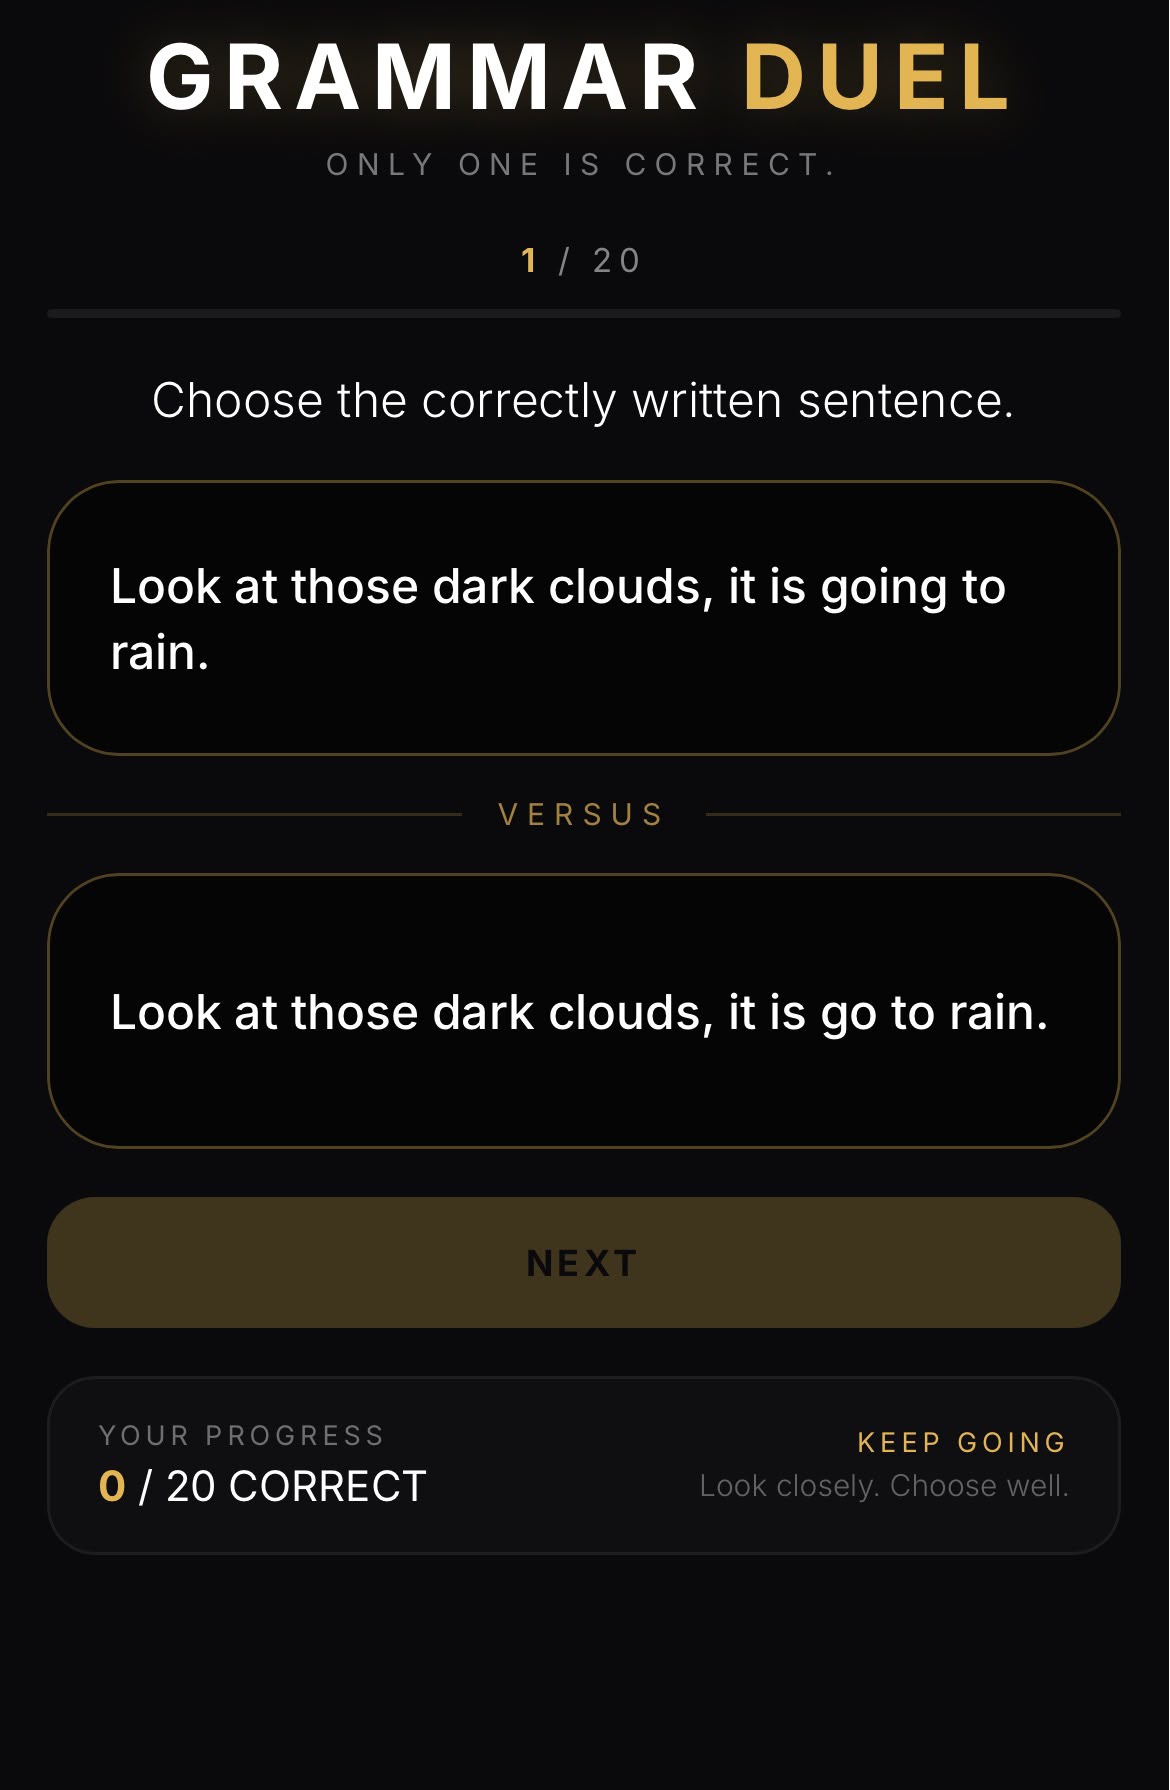 GRAMMAR DUEL
ONLY ONE IS CORRECT.
1 / 20
Choose the correctly written sentence.
Look at those dark clouds, it is going to
rain.
VERSUS
Look at those dark clouds, it is go to rain.
NEXT
YOUR PROGRESS
0 / 20 CORRECT
KEEP GOING
Look closely. Choose well.